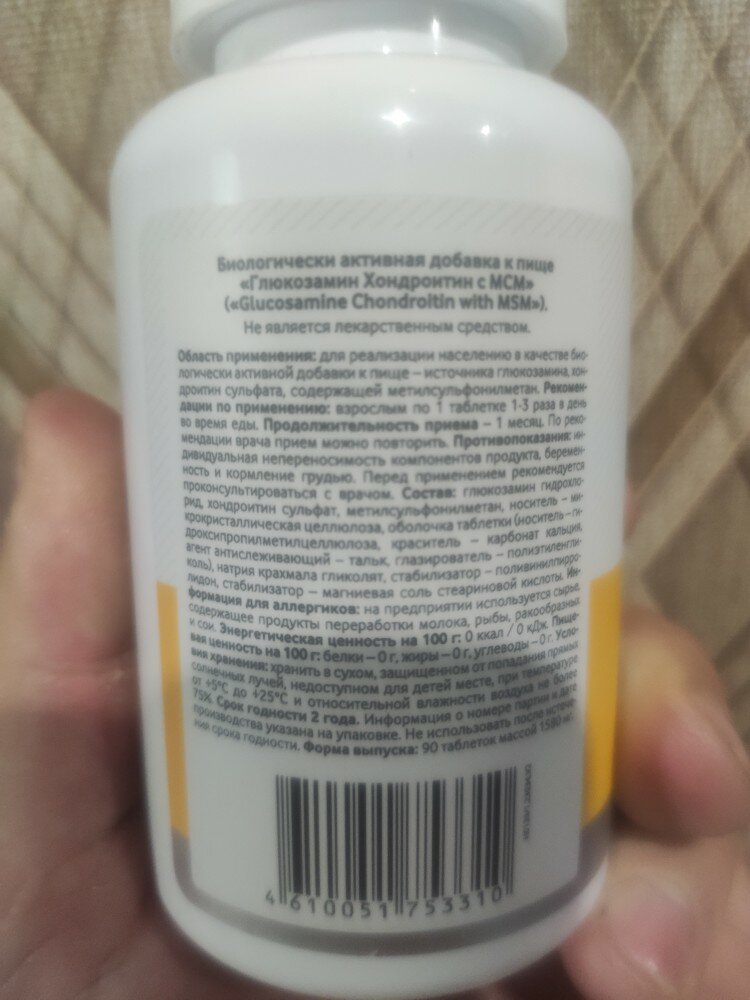 Биологически активная добавка к пище
«Глюкозамин Хондроитин с МСМ»
(«Glucosamine Chondroitin with MSM»).
Не является лекарственным средством.
Область применения: для реализации населению в качестве био-
логически активной добавки к пище – источника глюкозамина, хон-
дроитин сульфата, содержащей метилсульфонилметан. Рекомен-
дации по применению: взрослым по 1 таблетке 1-3 раза в день
во время еды. Продолжительность приема – 1 месяц. По реко-
мендации врача прием можно повторить. Противопоказания: ин-
дивидуальная непереносимость компонентов продукта, беремен-
ность и кормление грудью. Перед применением рекомендуется
проконсультироваться с врачом. Состав: глюкозамин гидрохло-
рид, хондроитин сульфат, метилсульфонилметан, носитель – ми-
крокристаллическая целлюлоза, оболочка таблетки (носитель – ги-
дроксипропилметилцеллюлоза, краситель – карбонат кальция,
агент антислеживающий – тальк, глазирователь – полиэтиленгли-
коль), натрия крахмала гликолят, стабилизатор – поливинилпирро-
лидон, стабилизатор – магниевая соль стеариновой кислоты. Ин-
формация для аллергиков: на предприятии используется сырье,
содержащее продукты переработки молока, рыбы, ракообразных
и сои. Энергетическая ценность на 100 г: 0 ккал / 0 кДж. Пище-
вая ценность на 100 г: белки – 0 г, жиры – 0 г, углеводы – 0 г. Усло-
вия хранения: хранить в сухом, защищенном от попадания прямых
солнечных лучей, недоступном для детей месте, при температуре
от +5°С до +25°С и относительной влажности воздуха не более
75%. Срок годности 2 года. Информация о номере партии и дате
производства указана на упаковке. Не использовать после истече-
ния срока годности. Форма выпуска: 90 таблеток массой 1580 мг.
4 610051 753310